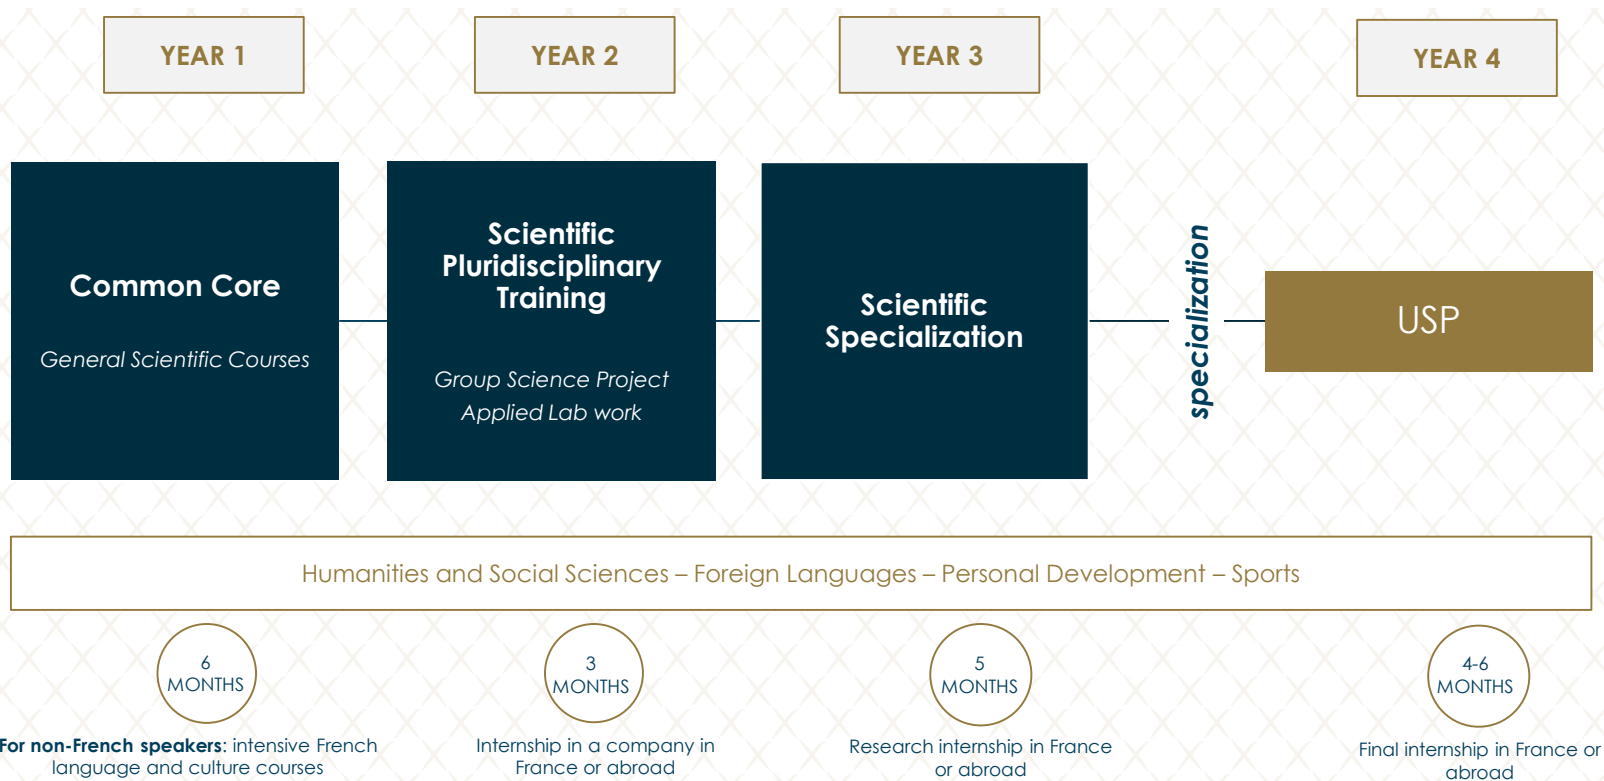 YEAR 1
YEAR 2
YEAR 3
YEAR 4
Common Core
General Scientific Courses
Scientific
Pluridisciplinary
Training
Group Science Project
Applied Lab work
Scientific
Specialization
specialization
USP
Humanities and Social Sciences – Foreign Languages – Personal Development – Sports
6
MONTHS
For non-French speakers: intensive French
language and culture courses
3
MONTHS
Internship in a company in
France or abroad
5
MONTHS
Research internship in France
or abroad
4-6
MONTHS
Final internship in France or
abroad